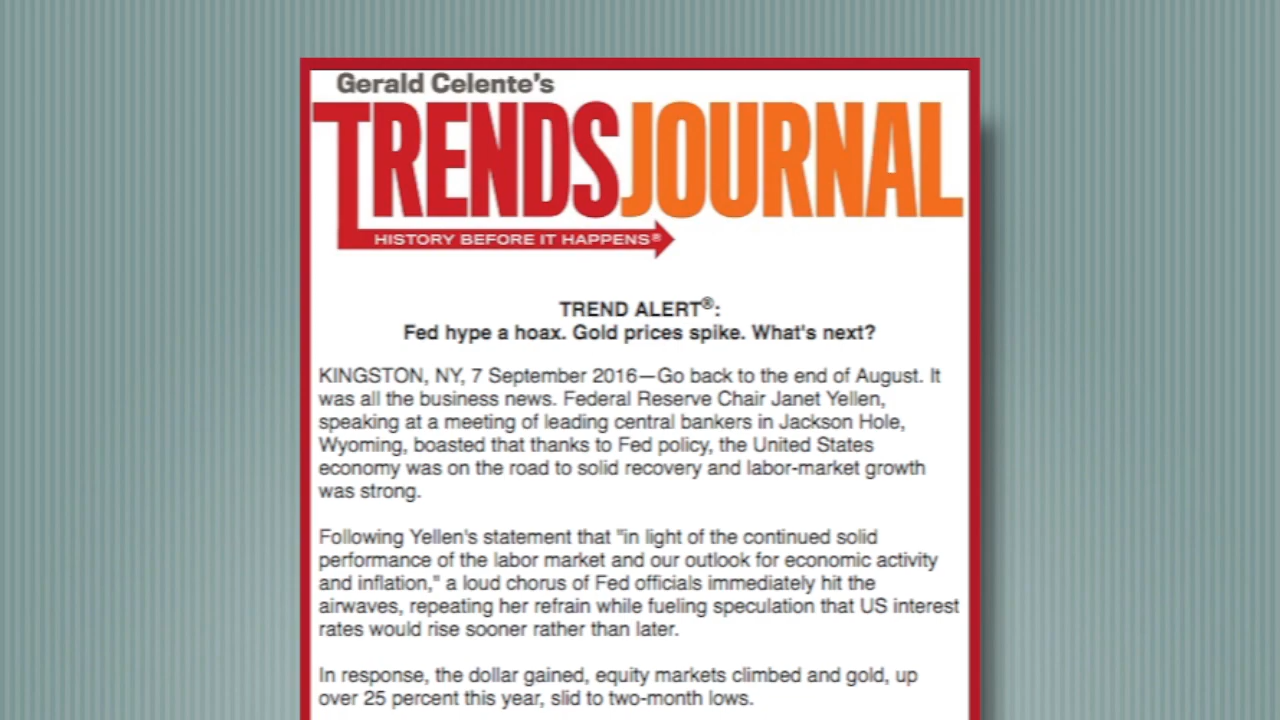 Gerald Celente's
TRENDSJOURNAL
HISTORY BEFORE IT HAPPENS®
TREND ALERT®:
Fed hype a hoax. Gold prices spike. What's next?
KINGSTON, NY, 7 September 2016—Go back to the end of August. It
was all the business news. Federal Reserve Chair Janet Yellen,
speaking at a meeting of leading central bankers in Jackson Hole,
Wyoming, boasted that thanks to Fed policy, the United States
economy was on the road to solid recovery and labor-market growth
was strong.
Following Yellen's statement that "in light of the continued solid
performance of the labor market and our outlook for economic activity
and inflation," a loud chorus of Fed officials immediately hit the
airwaves, repeating her refrain while fueling speculation that US interest
rates would rise sooner rather than later.
In response, the dollar gained, equity markets climbed and gold, up
over 25 percent this year, slid to two-month lows.